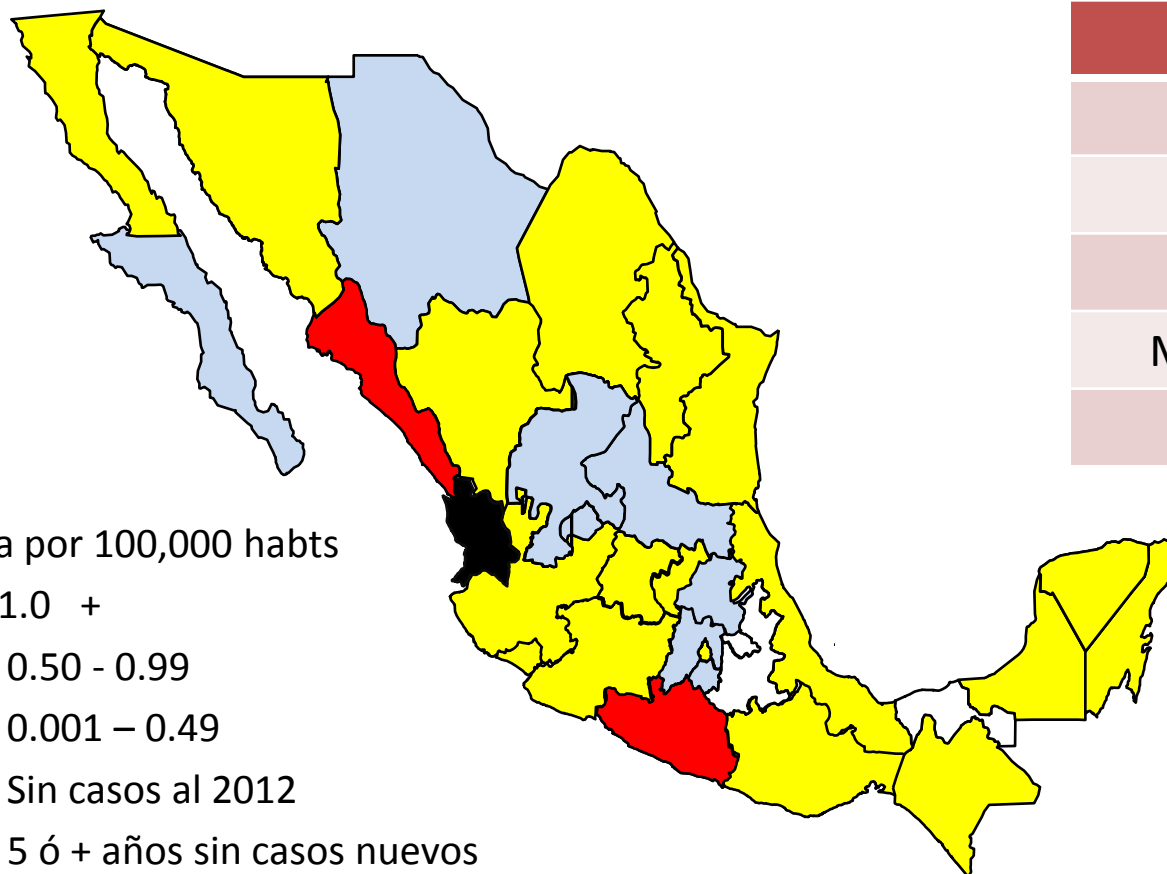 a por 100,000 habts
1.0 +
0.50 - 0.99
0.001 – 0.49
Sin casos al 2012
5 ó + años sin casos nuevos